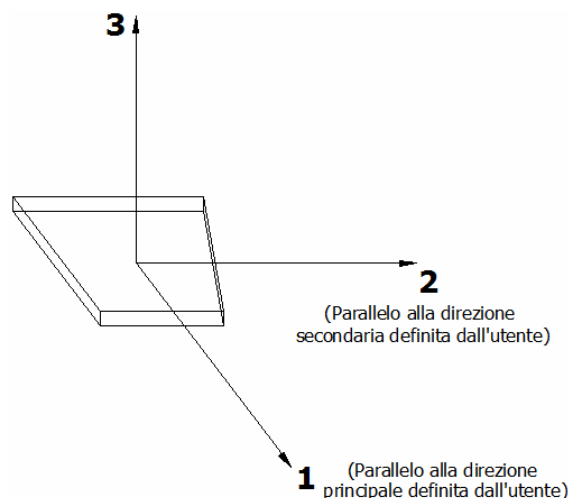 3
2
(Parallelo alla direzione
secondaria definita dall'utente)
1
(Parallelo alla direzione
principale definita dall'utente)